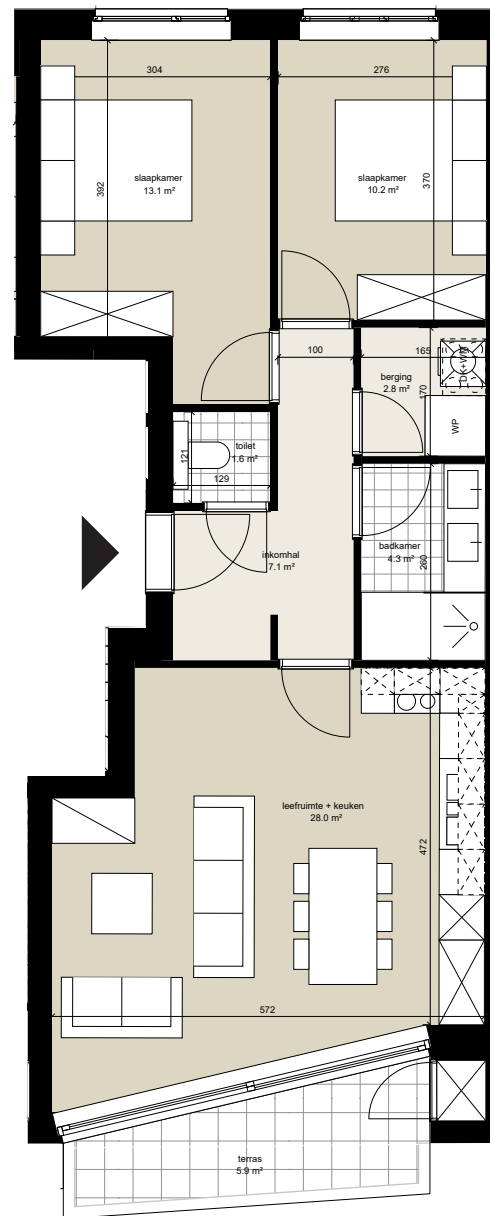 304
276
slaapkamer
13.1 m²
slaapkamer
10.2 m²
392
370
100
165
DK+WM
berging
2.8 m²
170
WP
toilet
1.6 m²
121
129
inkomhal
7.1 m²
badkamer
4.3 m²
260
leefruimte + keuken
28.0 m²
472
572
terras
5.9 m²